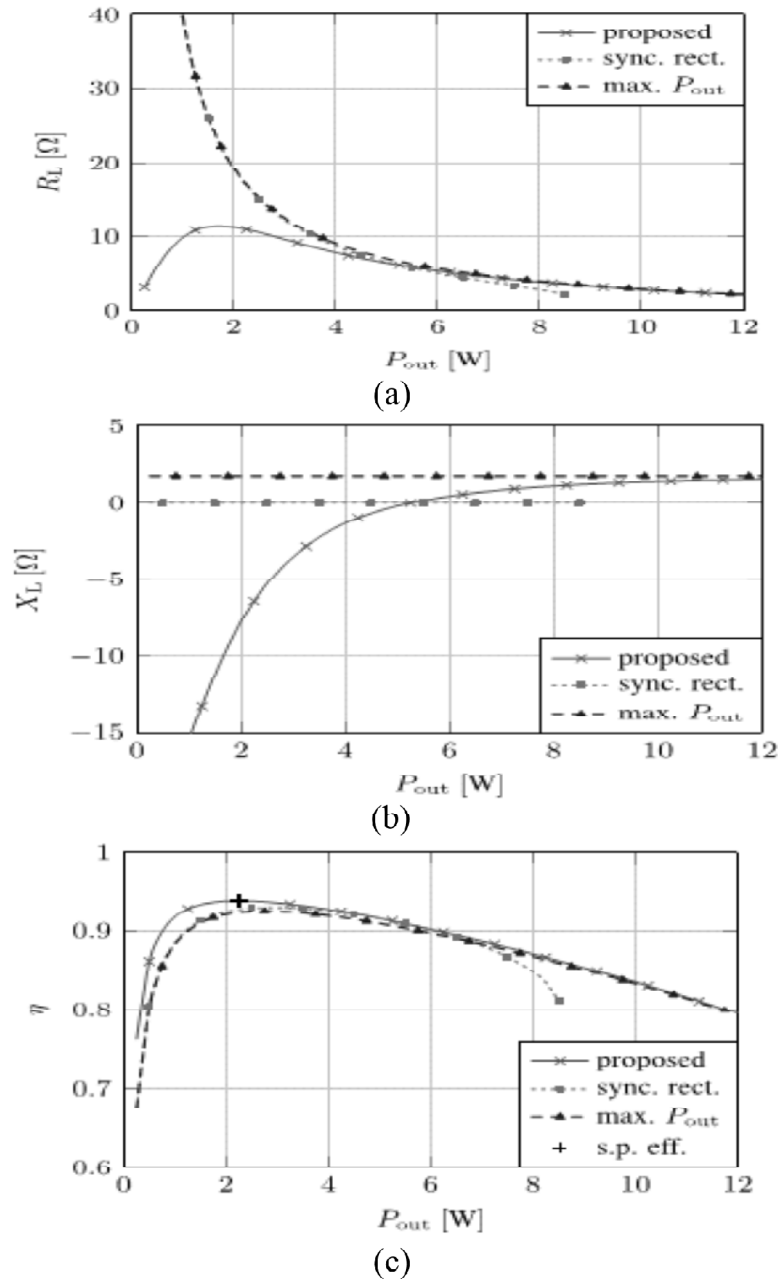 40
30
20
10
0
R_L [Ω]
proposed
sync. rect.
max. P_out
0 2 4 6 8 10 12
P_out [W]
(a)
5
0
−5
−10
−15
X_L [Ω]
proposed
sync. rect.
max. P_out
0 2 4 6 8 10 12
P_out [W]
(b)
1
0.9
0.8
0.7
0.6
η
proposed
sync. rect.
max. P_out
s.p. eff.
0 2 4 6 8 10 12
P_out [W]
(c)